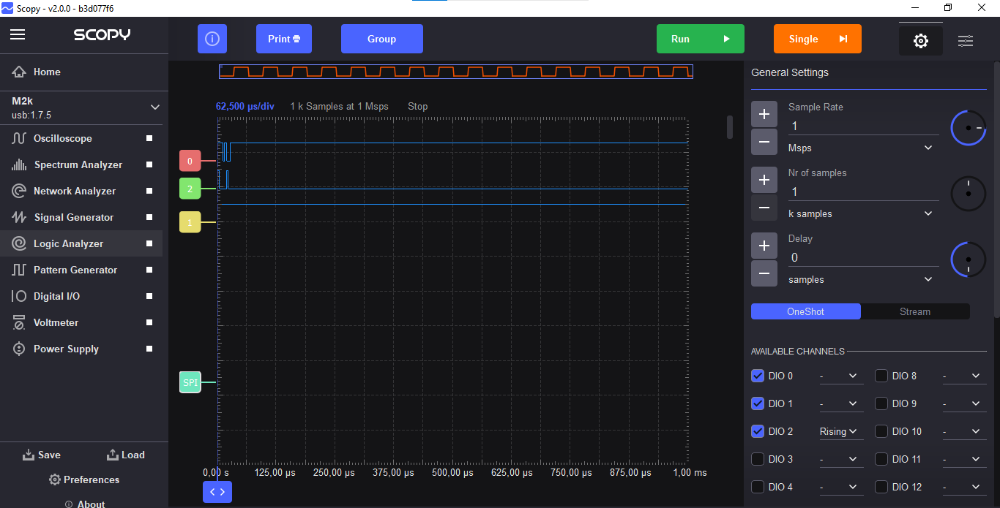 Scopy - v2.0.0 - b3d077f6
SCOPY
Print
Group
Run
Single
Home
M2k
usb:1.7.5
Oscilloscope
Spectrum Analyzer
Network Analyzer
Signal Generator
Logic Analyzer
Pattern Generator
Digital I/O
Voltmeter
Power Supply
Save
Load
Preferences
About
62,500 µs/div 1 k Samples at 1 Msps Stop
0
2
1
SPI
0,00 s 125,00 µs 250,00 µs 375,00 µs 500,00 µs 625,00 µs 750,00 µs 875,00 µs 1,00 ms
General Settings
Sample Rate
1
Msps
Nr of samples
1
k samples
Delay
0
samples
OneShot Stream
AVAILABLE CHANNELS
DIO 0 - DIO 8 -
DIO 1 - DIO 9 -
DIO 2 Rising DIO 10 -
DIO 3 - DIO 11 -
DIO 4 - DIO 12 -